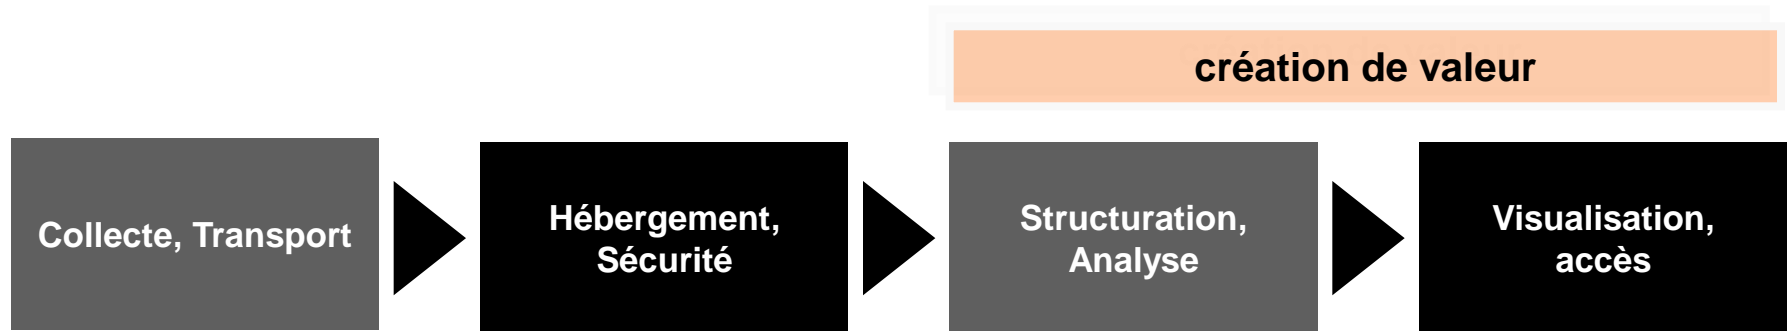 création de valeur
Collecte, Transport
Hébergement,
Sécurité
Structuration,
Analyse
Visualisation,
accès